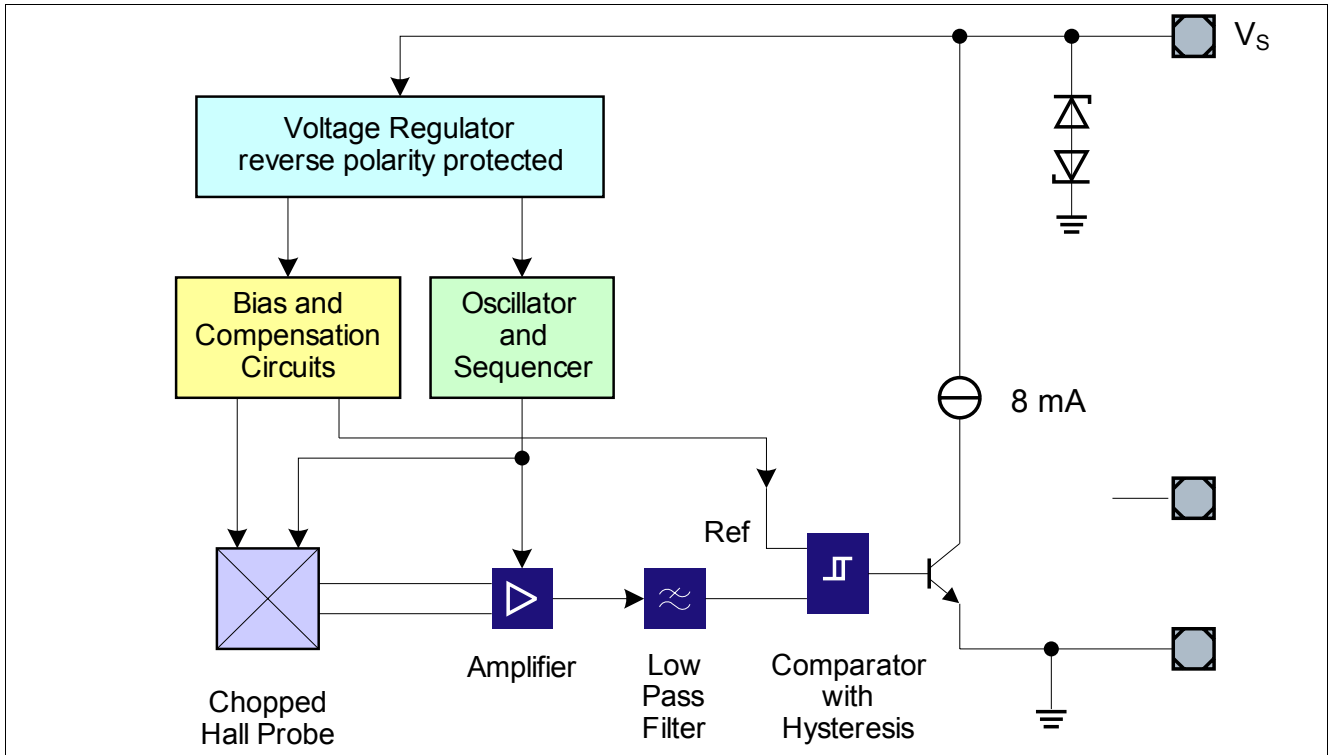 V_S
Voltage Regulator
reverse polarity protected
Bias and
Compensation
Circuits
Oscillator
and
Sequencer
8 mA
Ref
Amplifier
Low
Pass
Filter
Comparator
with
Hysteresis
Chopped
Hall Probe